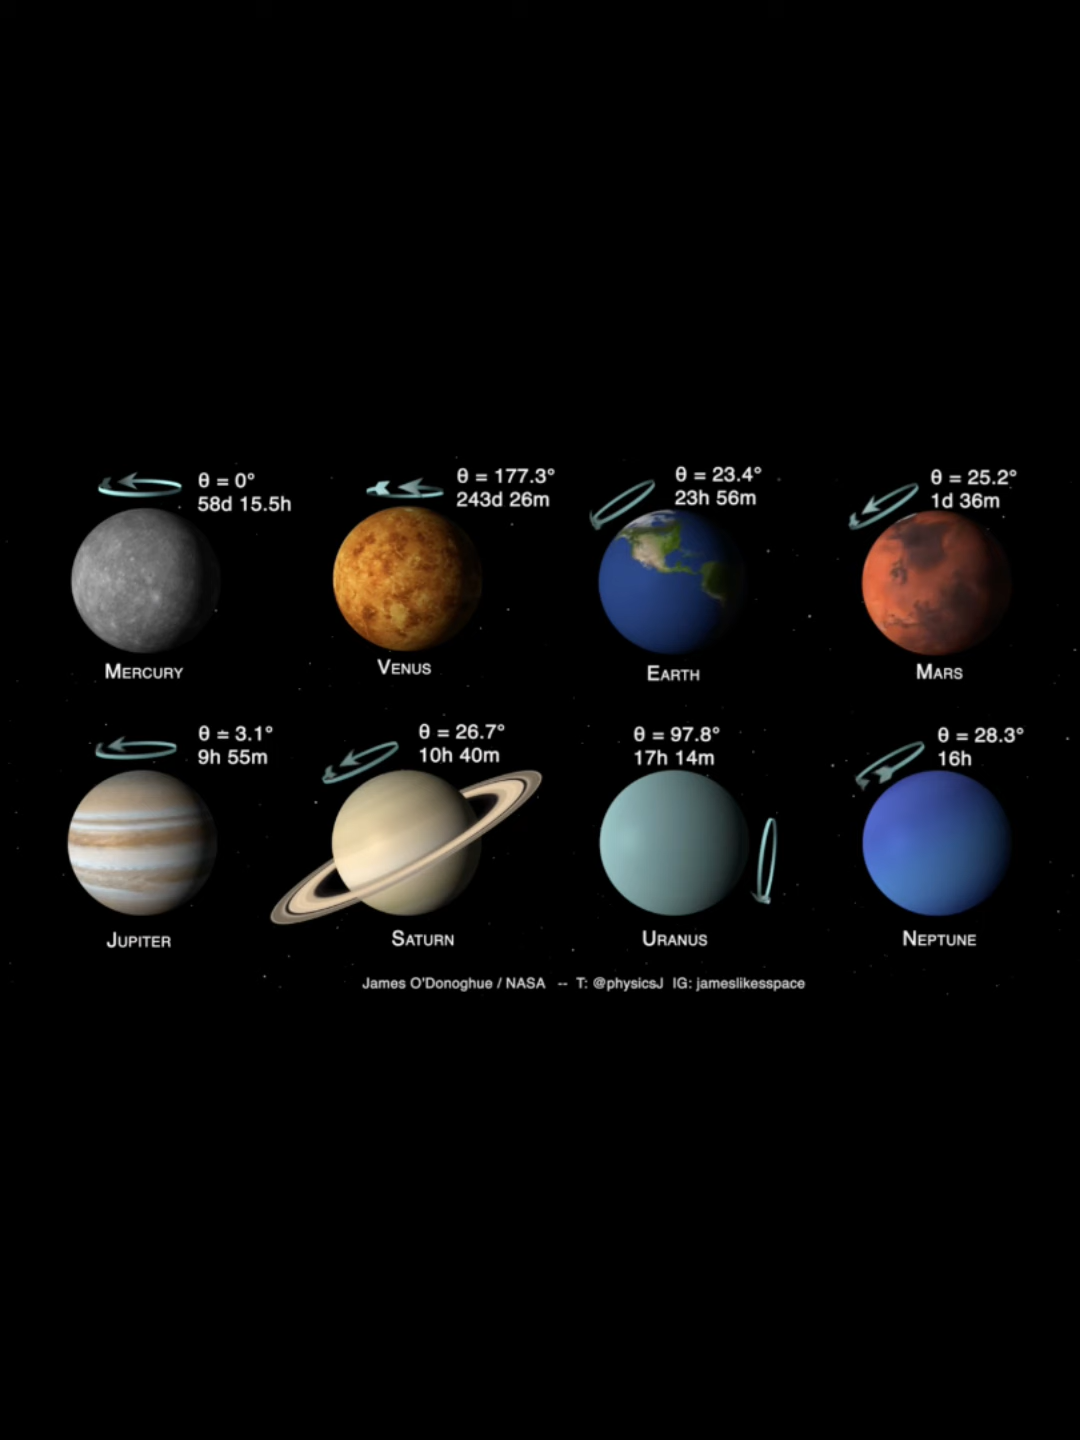 θ = 0°
58d 15.5h
MERCURY
θ = 177.3°
243d 26m
VENUS
θ = 23.4°
23h 56m
EARTH
θ = 25.2°
1d 36m
MARS
θ = 3.1°
9h 55m
JUPITER
θ = 26.7°
10h 40m
SATURN
θ = 97.8°
17h 14m
URANUS
θ = 28.3°
16h
NEPTUNE
James O'Donoghue / NASA -- T: @physicsJ IG: jameslikesspace